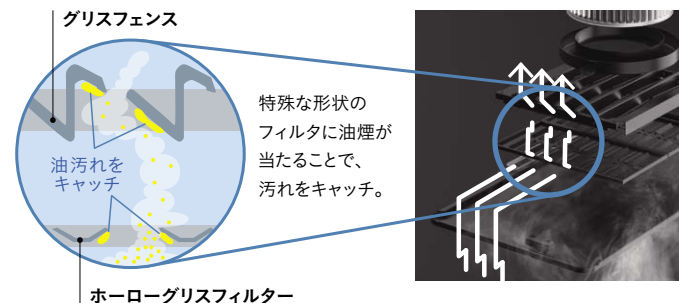 グリスフェンス
特殊な形状の
フィルタに油煙が
当たることで、
汚れをキャッチ。
油汚れを
キャッチ
ホーローグリスフィルター